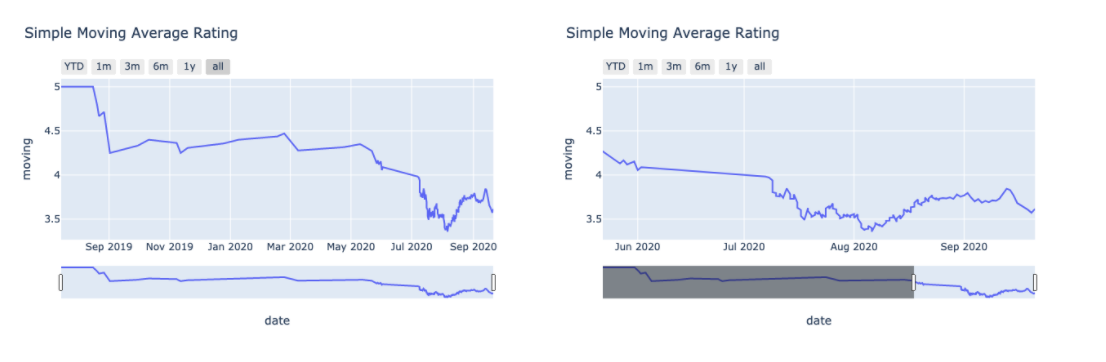 Simple Moving Average Rating
YTD 1m 3m 6m 1y all
moving
5
4.5
4
3.5
Sep 2019 Nov 2019 Jan 2020 Mar 2020 May 2020 Jul 2020 Sep 2020
date
Simple Moving Average Rating
YTD 1m 3m 6m 1y all
moving
5
4.5
4
3.5
Jun 2020 Jul 2020 Aug 2020 Sep 2020
date